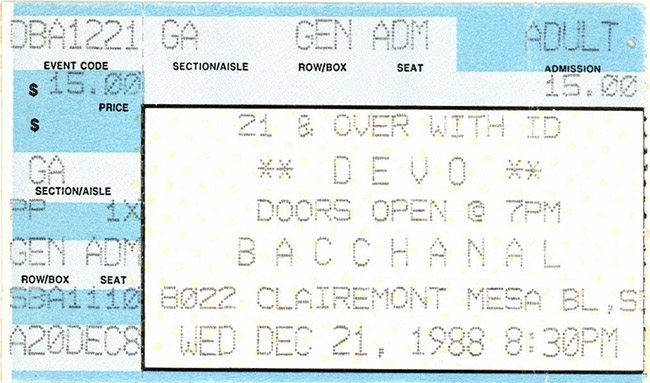 DBA1221 GA GEN ADM ADULT
EVENT CODE SECTION/AISLE ROW/BOX SEAT ADMISSION
$ 15.00 15.00
PRICE
$
21 & OVER WITH ID
** DEVO **
GA
SECTION/AISLE
DOORS OPEN @ 7PM
PP 1X
BACCHANAL
GEN ADM
ROW/BOX SEAT
SBA1110 8022 CLAIREMONT MESA BL,S
A20DEC8 WED DEC 21, 1988 8:30PM